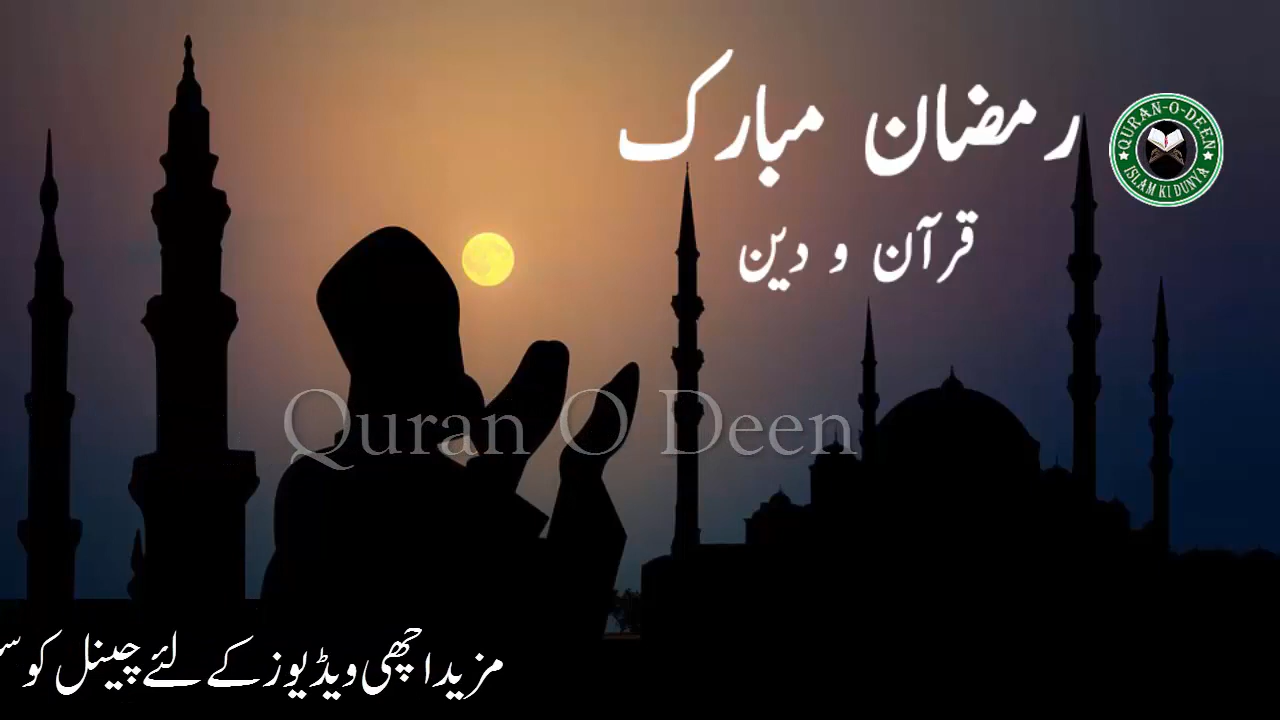 رمضان مبارک
قرآن و دین
QURAN-O-DEEN
ISLAM KI DUNYA
Quran O Deen
مزید اچھی ویڈیوز کے لئے چینل کو